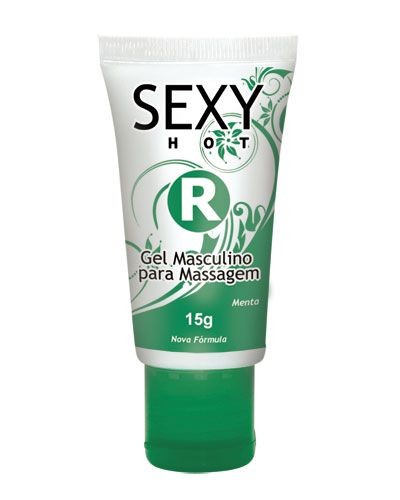 SEXY
HOT
R
Gel Masculino
para Massagem
Menta
15g
Nova Fórmula